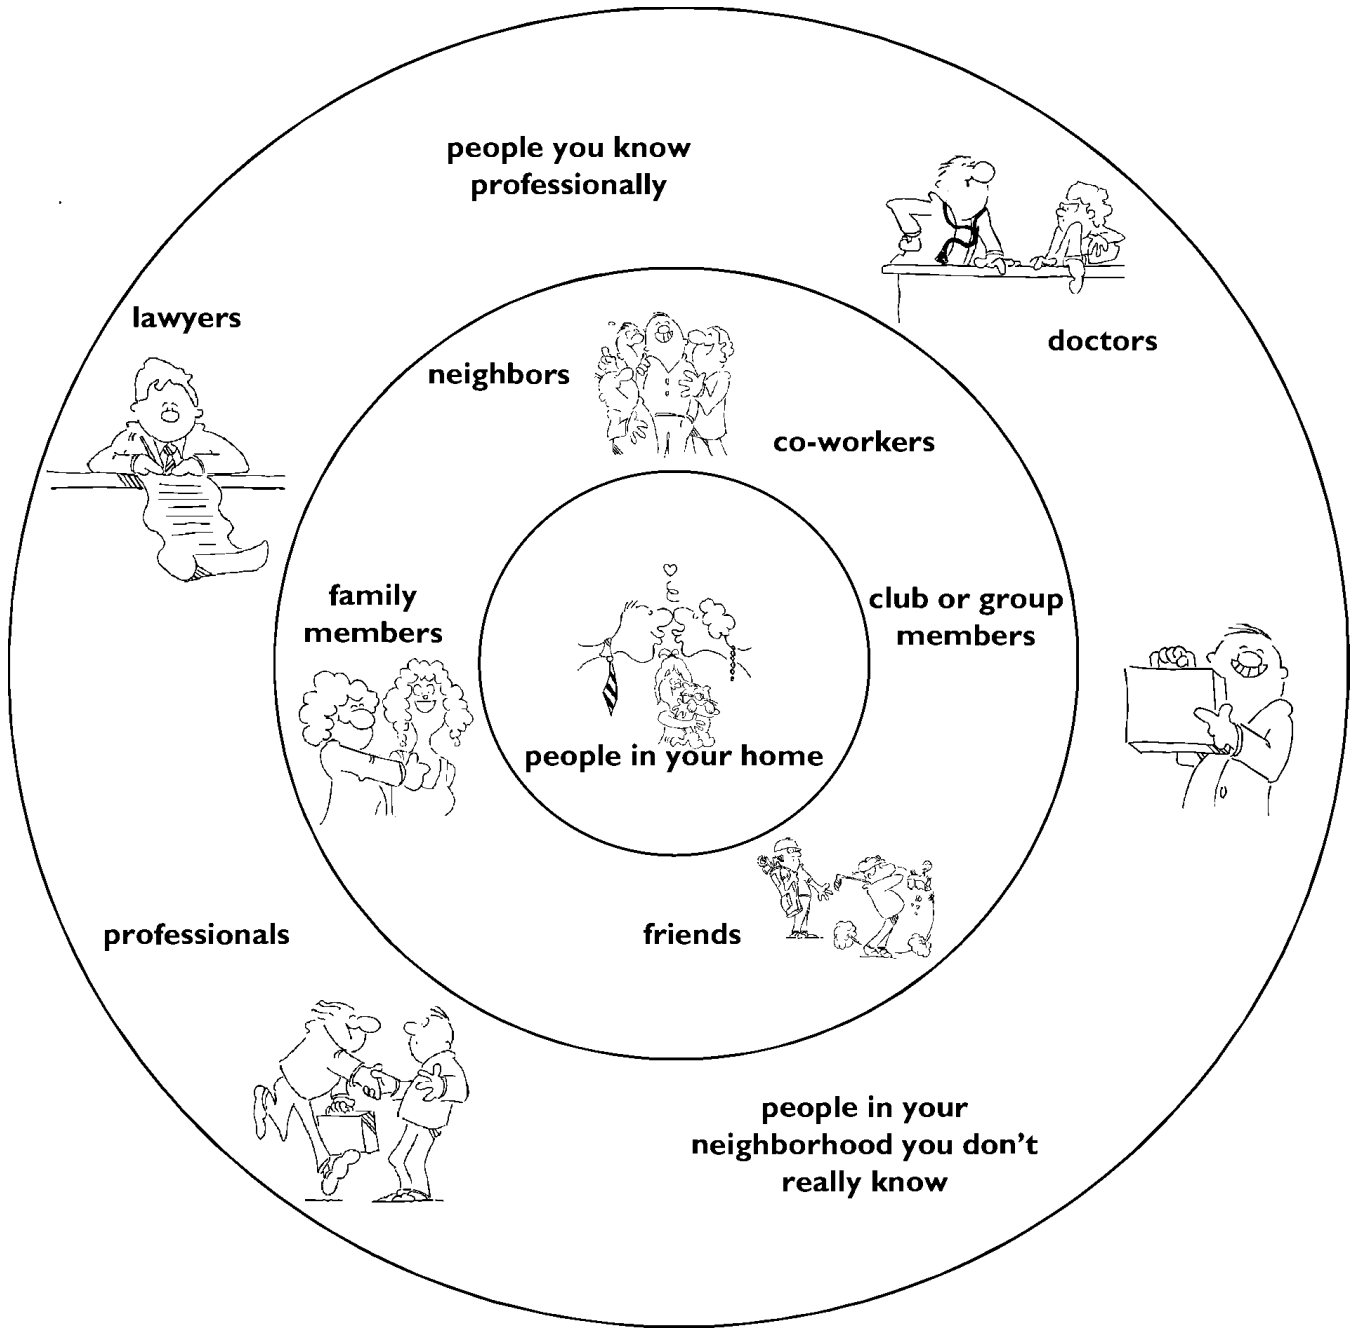 people you know
professionally
lawyers
doctors
neighbors
co-workers
family
members
club or group
members
people in your home
professionals
friends
people in your
neighborhood you don't
really know